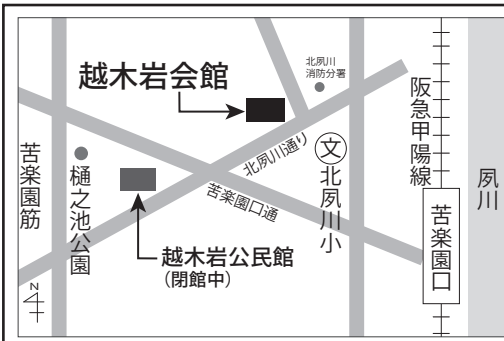 越木岩会館
北夙川
消防分署
阪急甲陽線
夙川
北夙川通り
文
北夙川小
苦楽園筋
樋之池公園
苦楽園口通
苦楽園口
越木岩公民館
(閉館中)
N